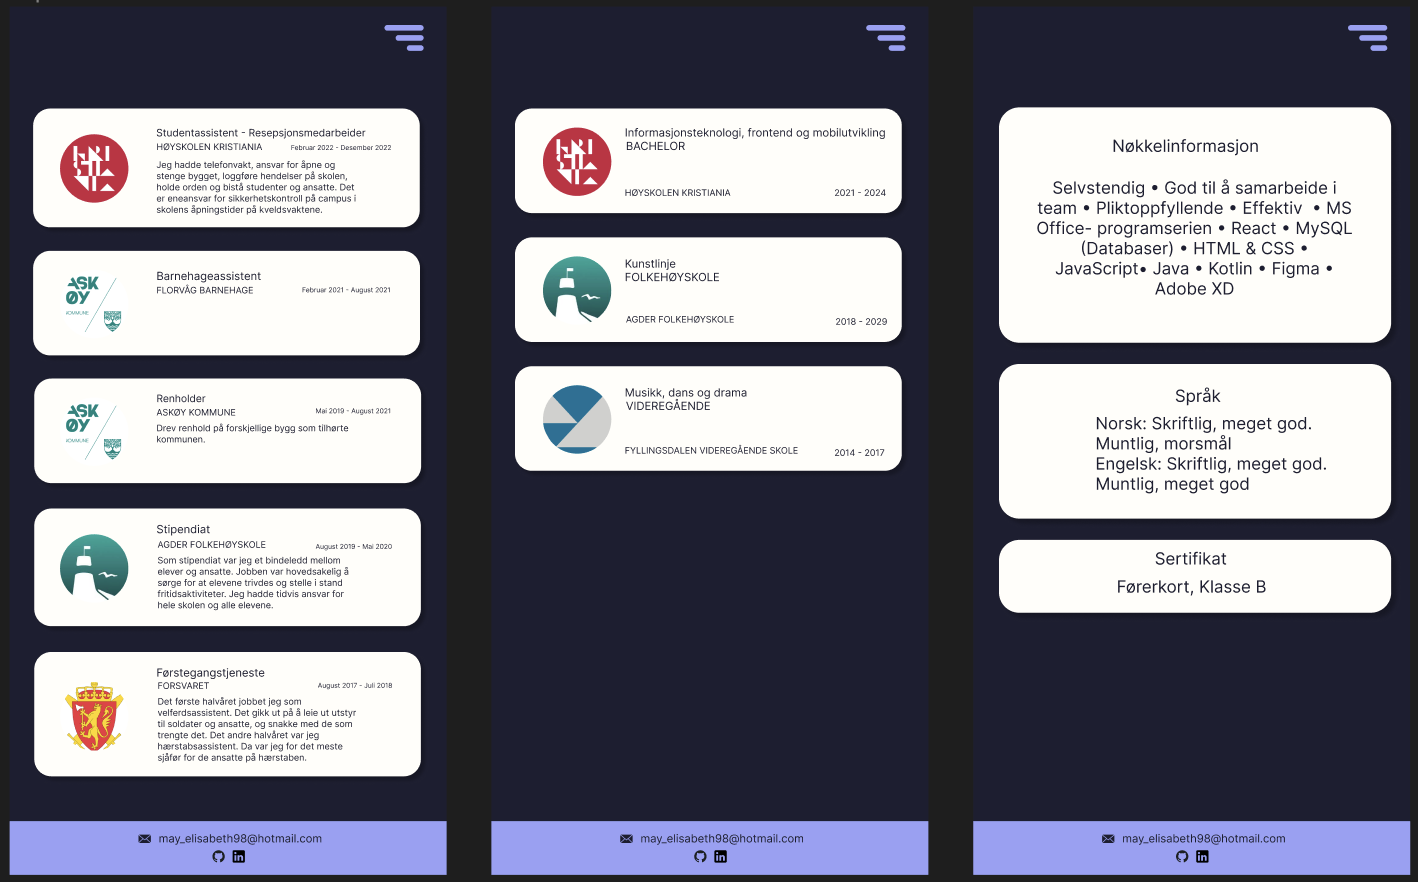 Studentassistent - Resepsjonsmedarbeider
HØYSKOLEN KRISTIANIA Februar 2022 - Desember 2022
Jeg hadde telefonvakt, ansvar for åpne og
stenge bygget, loggføre hendelser på skolen,
holde orden og bistå studenter og ansatte. Det
er eneansvar for sikkerhetskontroll på campus i
skolens åpningstider på kveldsvaktene.
ASK
ØY
KOMMUNE
Barnehageassistent
FLORVÅG BARNEHAGE Februar 2021 - August 2021
ASK
ØY
KOMMUNE
Renholder
ASKØY KOMMUNE Mai 2019 - August 2021
Drev renhold på forskjellige bygg som tilhørte
kommunen.
Stipendiat
AGDER FOLKEHØYSKOLE August 2019 - Mai 2020
Som stipendiat var jeg et bindeledd mellom
elever og ansatte. Jobben var hovedsakelig å
sørge for at elevene trivdes og stelle i stand
fritidsaktiviteter. Jeg hadde tidvis ansvar for
hele skolen og alle elevene.
Førstegangstjeneste
FORSVARET August 2017 - Juli 2018
Det første halvåret jobbet jeg som
velferdsassistent. Det gikk ut på å leie ut utstyr
til soldater og ansatte, og snakke med de som
trengte det. Det andre halvåret var jeg
hærstabsassistent. Da var jeg for det meste
sjåfør for de ansatte på hærstaben.
may_elisabeth98@hotmail.com
Informasjonsteknologi, frontend og mobilutvikling
BACHELOR
HØYSKOLEN KRISTIANIA 2021 - 2024
Kunstlinje
FOLKEHØYSKOLE
AGDER FOLKEHØYSKOLE 2018 - 2029
Musikk, dans og drama
VIDEREGÅENDE
FYLLINGSDALEN VIDEREGÅENDE SKOLE 2014 - 2017
may_elisabeth98@hotmail.com
Nøkkelinformasjon
Selvstendig • God til å samarbeide i
team • Pliktoppfyllende • Effektiv • MS
Office- programserien • React • MySQL
(Databaser) • HTML & CSS •
JavaScript• Java • Kotlin • Figma •
Adobe XD
Språk
Norsk: Skriftlig, meget god.
Muntlig, morsmål
Engelsk: Skriftlig, meget god.
Muntlig, meget god
Sertifikat
Førerkort, Klasse B
may_elisabeth98@hotmail.com